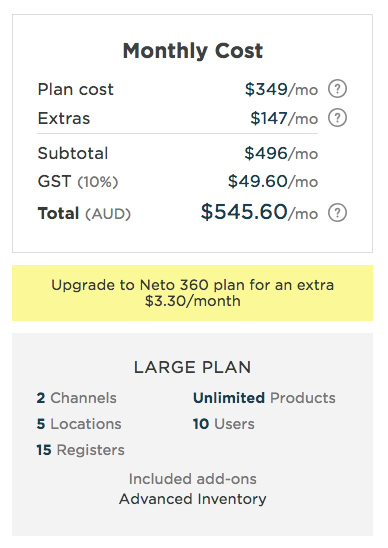 Monthly Cost
Plan cost $349/mo ?
Extras $147/mo ?
Subtotal $496/mo
GST (10%) $49.60/mo
Total (AUD) $545.60/mo ?
Upgrade to Neto 360 plan for an extra
$3.30/month
LARGE PLAN
2 Channels Unlimited Products
5 Locations 10 Users
15 Registers
Included add-ons
Advanced Inventory